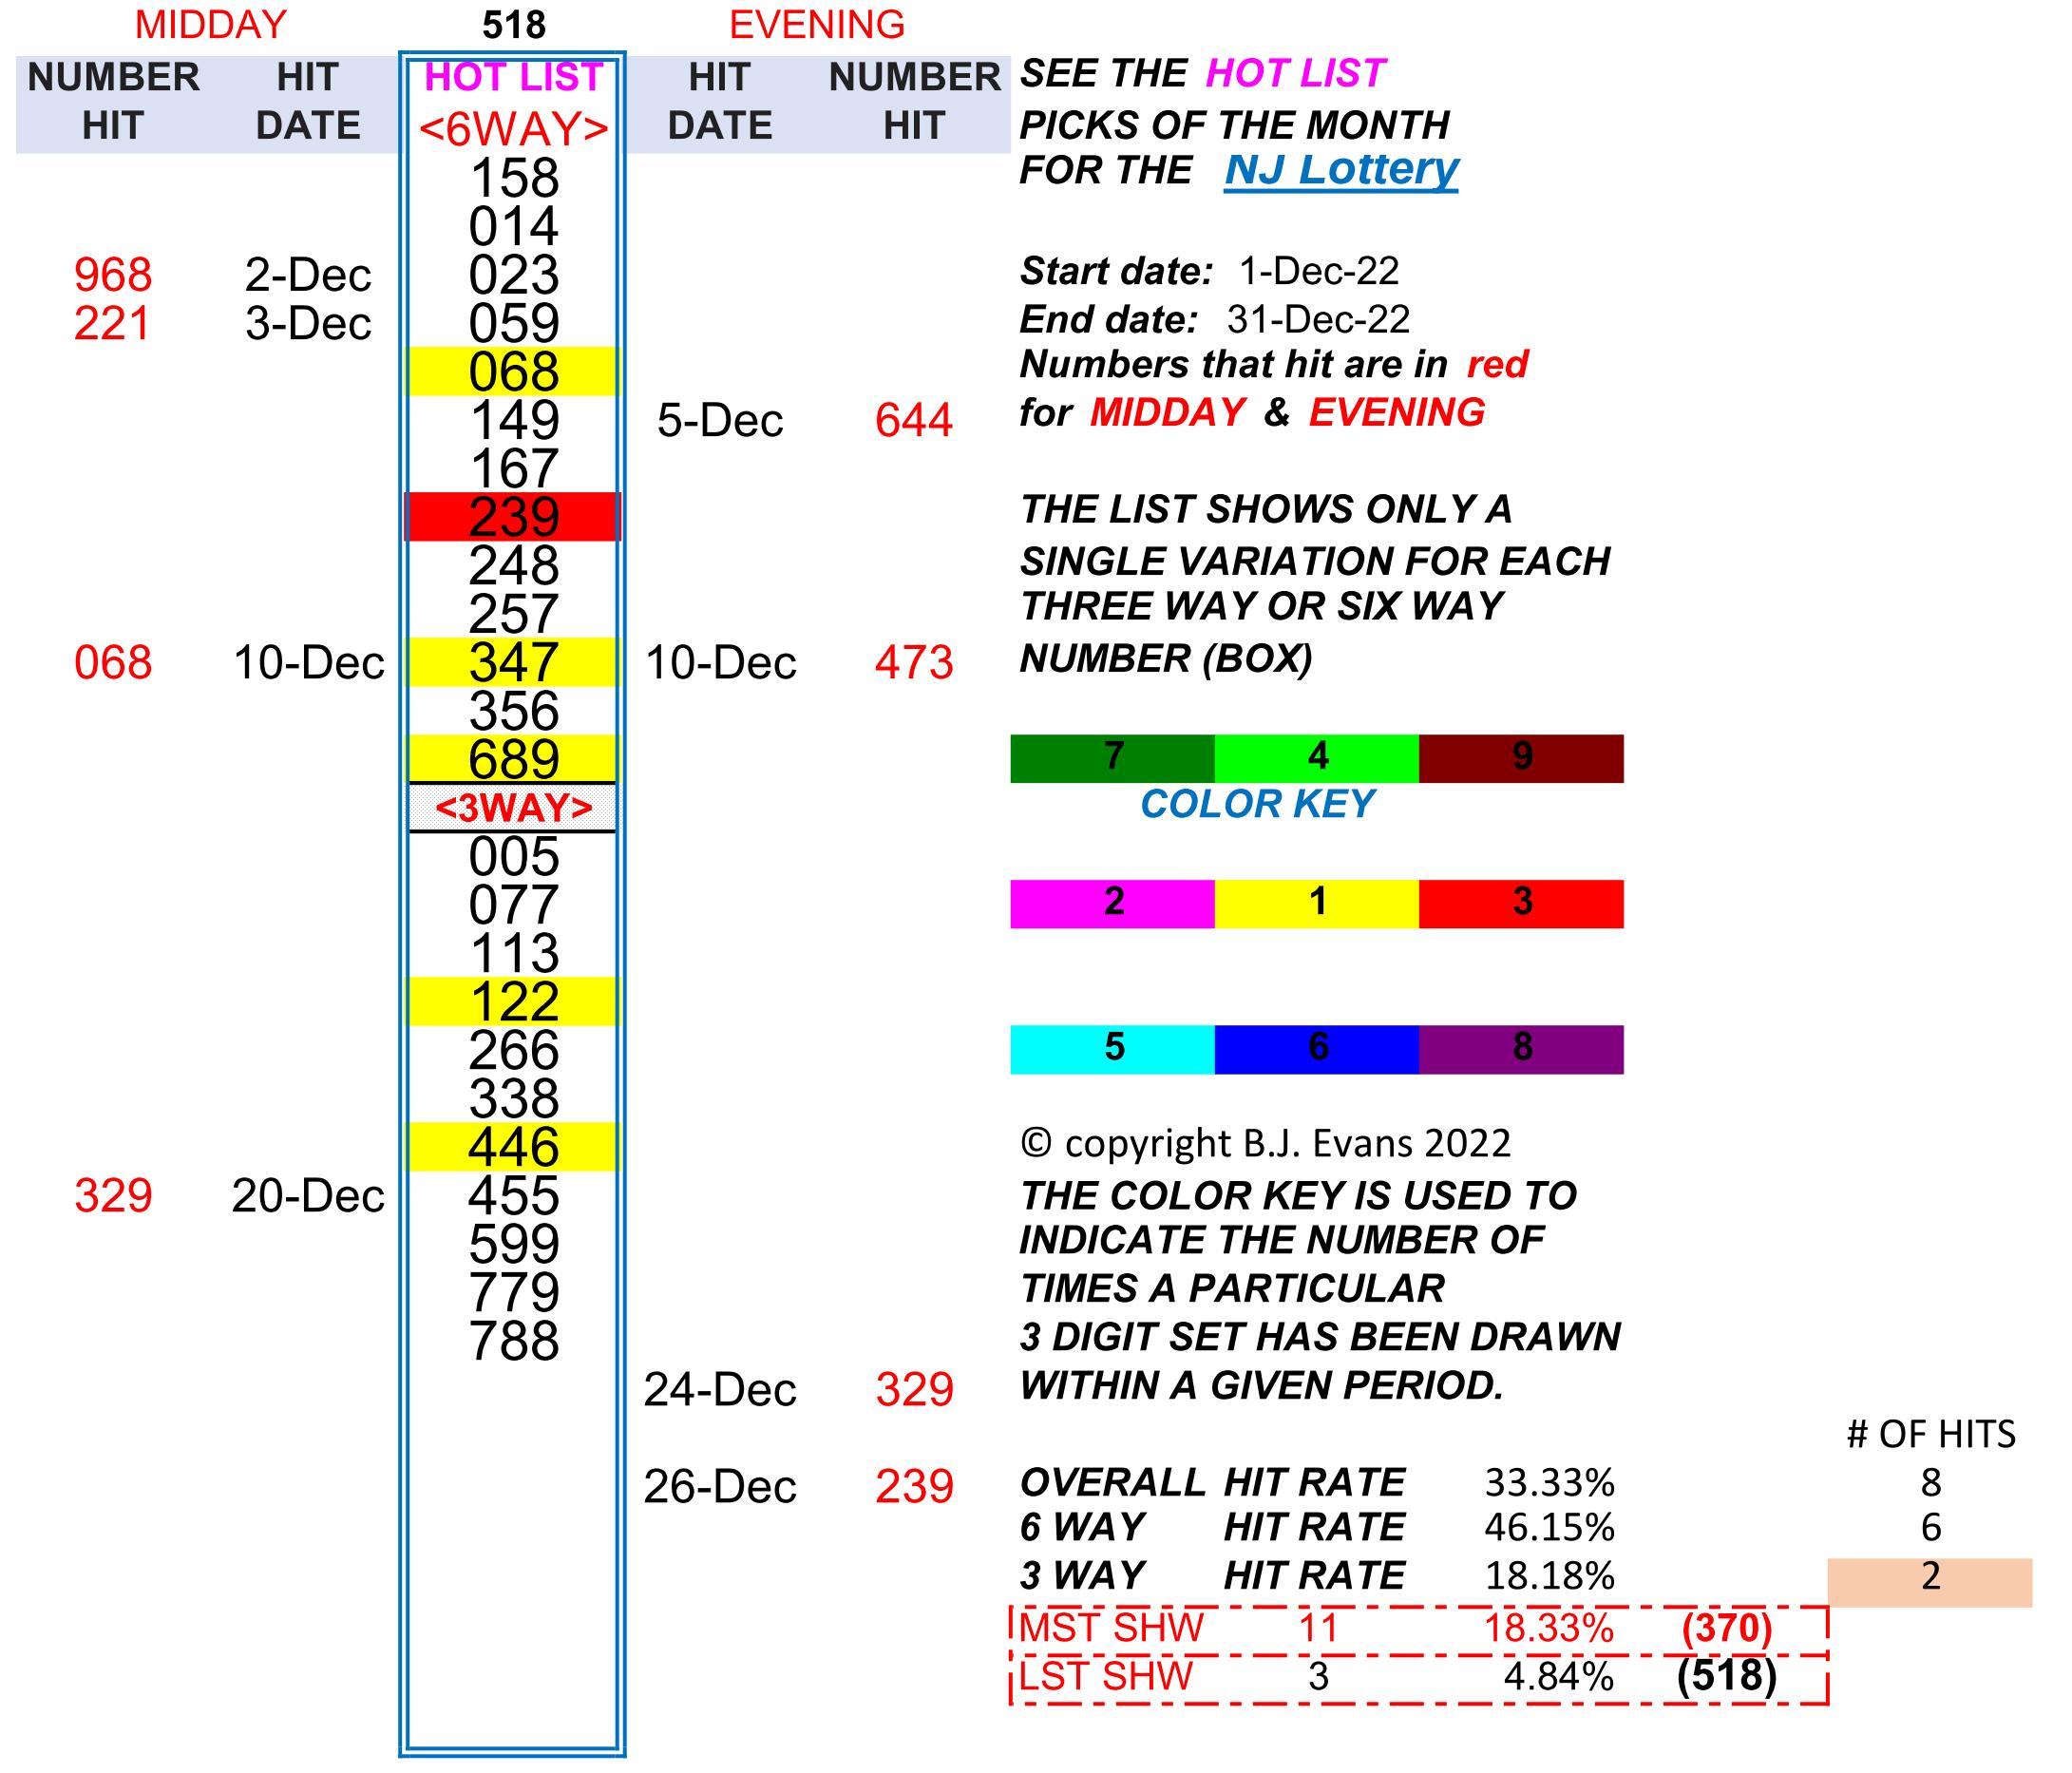 MIDDAY 518 EVENING
NUMBER HIT HOT LIST HIT NUMBER SEE THE HOT LIST
HIT DATE <6WAY> DATE HIT PICKS OF THE MONTH
158 FOR THE NJ Lottery
014
968 2-Dec 023 Start date: 1-Dec-22
221 3-Dec 059 End date: 31-Dec-22
068 Numbers that hit are in red
149 5-Dec 644 for MIDDAY & EVENING
167
239 THE LIST SHOWS ONLY A
248 SINGLE VARIATION FOR EACH
257 THREE WAY OR SIX WAY
068 10-Dec 347 10-Dec 473 NUMBER (BOX)
356
689 7 4 9
<3WAY> COLOR KEY
005
077 2 1 3
113
122
266 5 6 8
338
446 © copyright B.J. Evans 2022
329 20-Dec 455 THE COLOR KEY IS USED TO
599 INDICATE THE NUMBER OF
779 TIMES A PARTICULAR
788 3 DIGIT SET HAS BEEN DRAWN
24-Dec 329 WITHIN A GIVEN PERIOD.
# OF HITS
26-Dec 239 OVERALL HIT RATE 33.33% 8
6 WAY HIT RATE 46.15% 6
3 WAY HIT RATE 18.18% 2
MST SHW 11 18.33% (370)
LST SHW 3 4.84% (518)